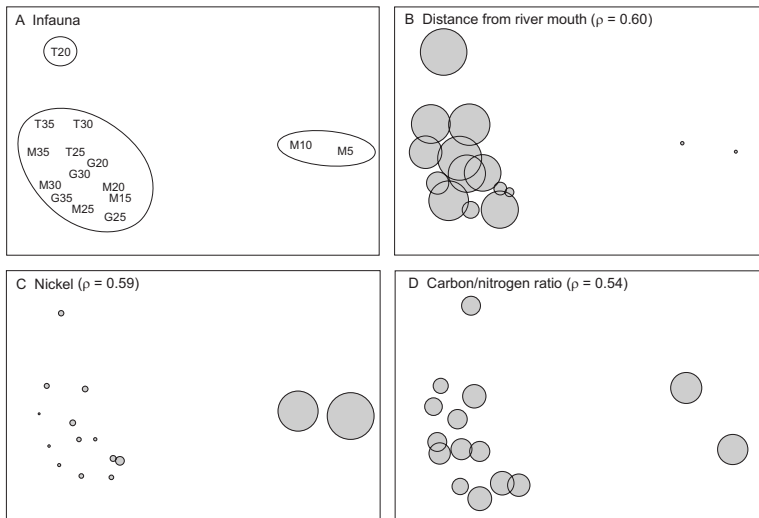 A Infauna
T20
T35 T30
M35 T25
G20
G30
M30 M20
G35 M15
M25
G25
M10
M5
B Distance from river mouth (ρ = 0.60)
C Nickel (ρ = 0.59)
D Carbon/nitrogen ratio (ρ = 0.54)